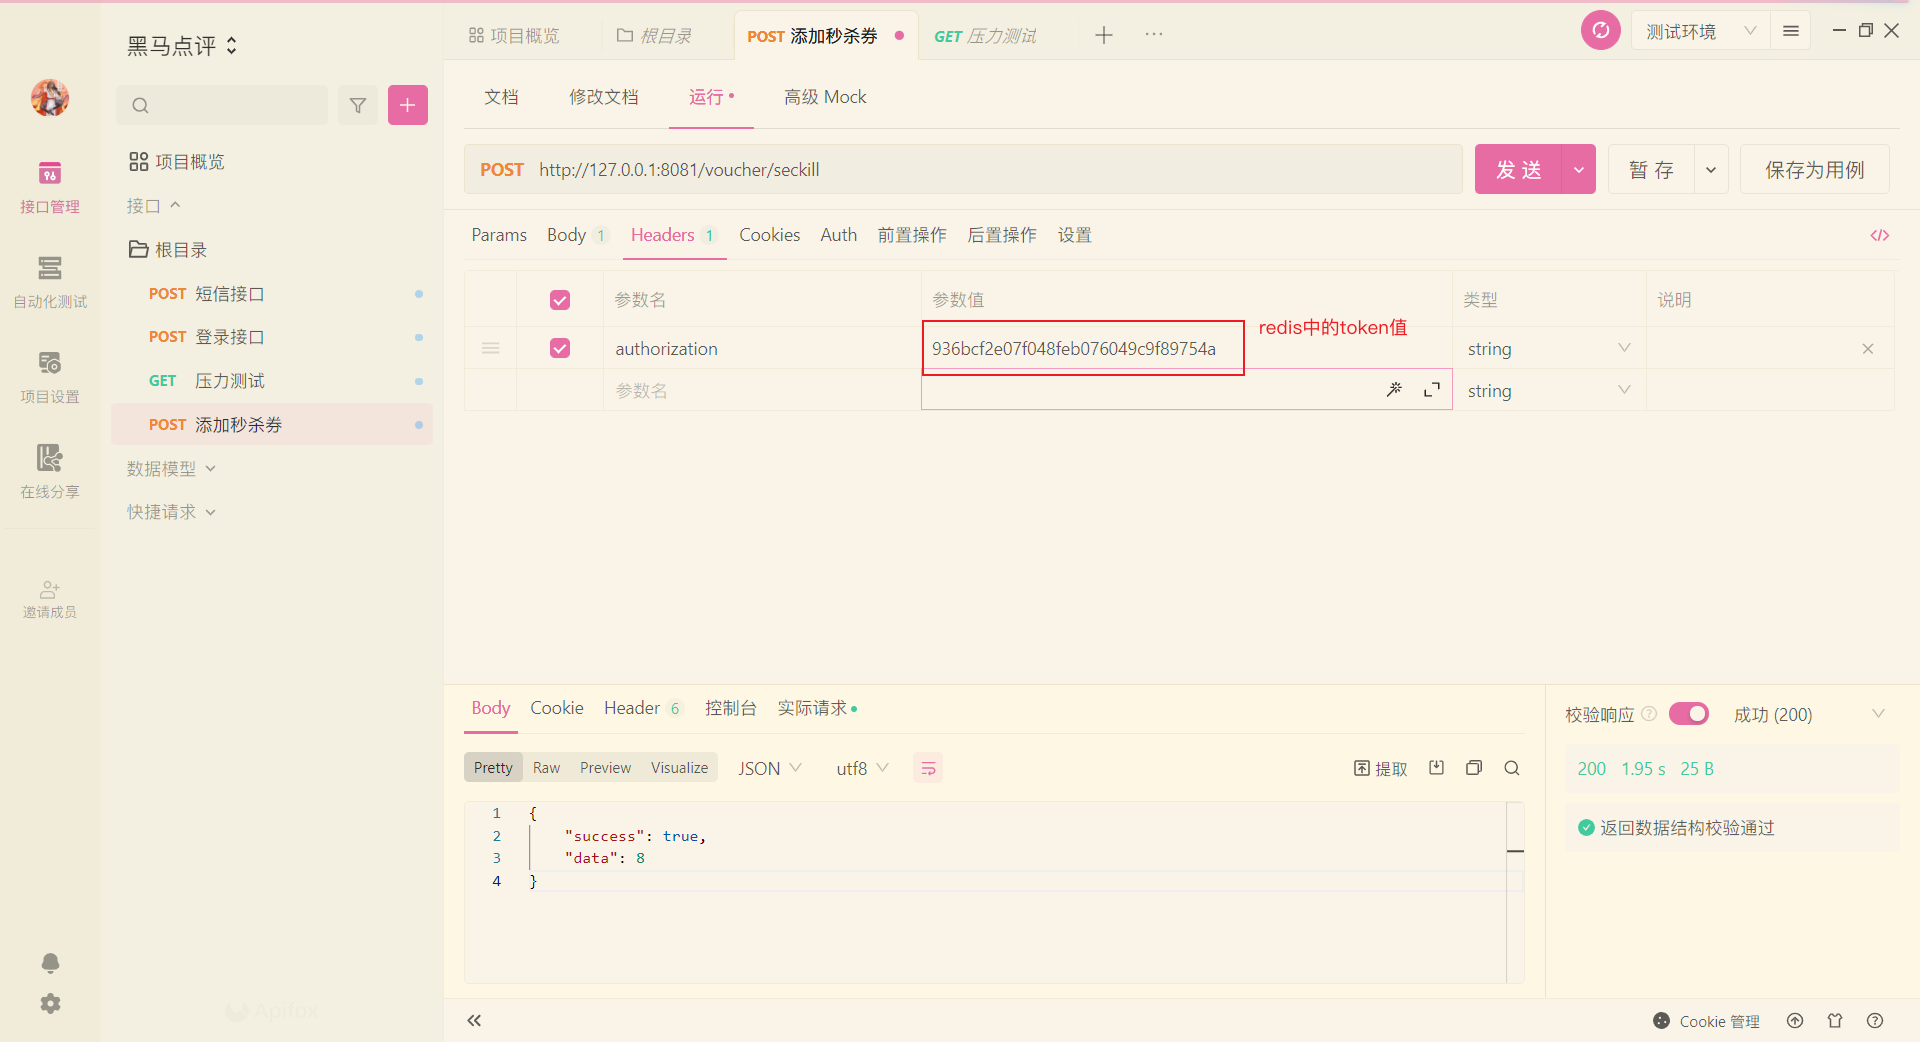 黑马点评
项目概览
根目录
POST 添加秒杀券
GET 压力测试
测试环境
接口管理
自动化测试
项目设置
在线分享
邀请成员
项目概览
接口
根目录
POST 短信接口
POST 登录接口
GET 压力测试
POST 添加秒杀券
数据模型
快捷请求
Apifox
文档 修改文档 运行 高级 Mock
POST http://127.0.0.1:8081/voucher/seckill
发 送
暂 存
保存为用例
Params Body 1 Headers 1 Cookies Auth 前置操作 后置操作 设置
参数名 参数值 类型 说明
redis中的token值
authorization 936bcf2e07f048feb076049c9f89754a string
参数名 string
Body Cookie Header 6 控制台 实际请求
Pretty Raw Preview Visualize JSON utf8 提取
1 {
2 "success": true,
3 "data": 8
4 }
校验响应 成功 (200)
200 1.95 s 25 B
返回数据结构校验通过
Cookie 管理